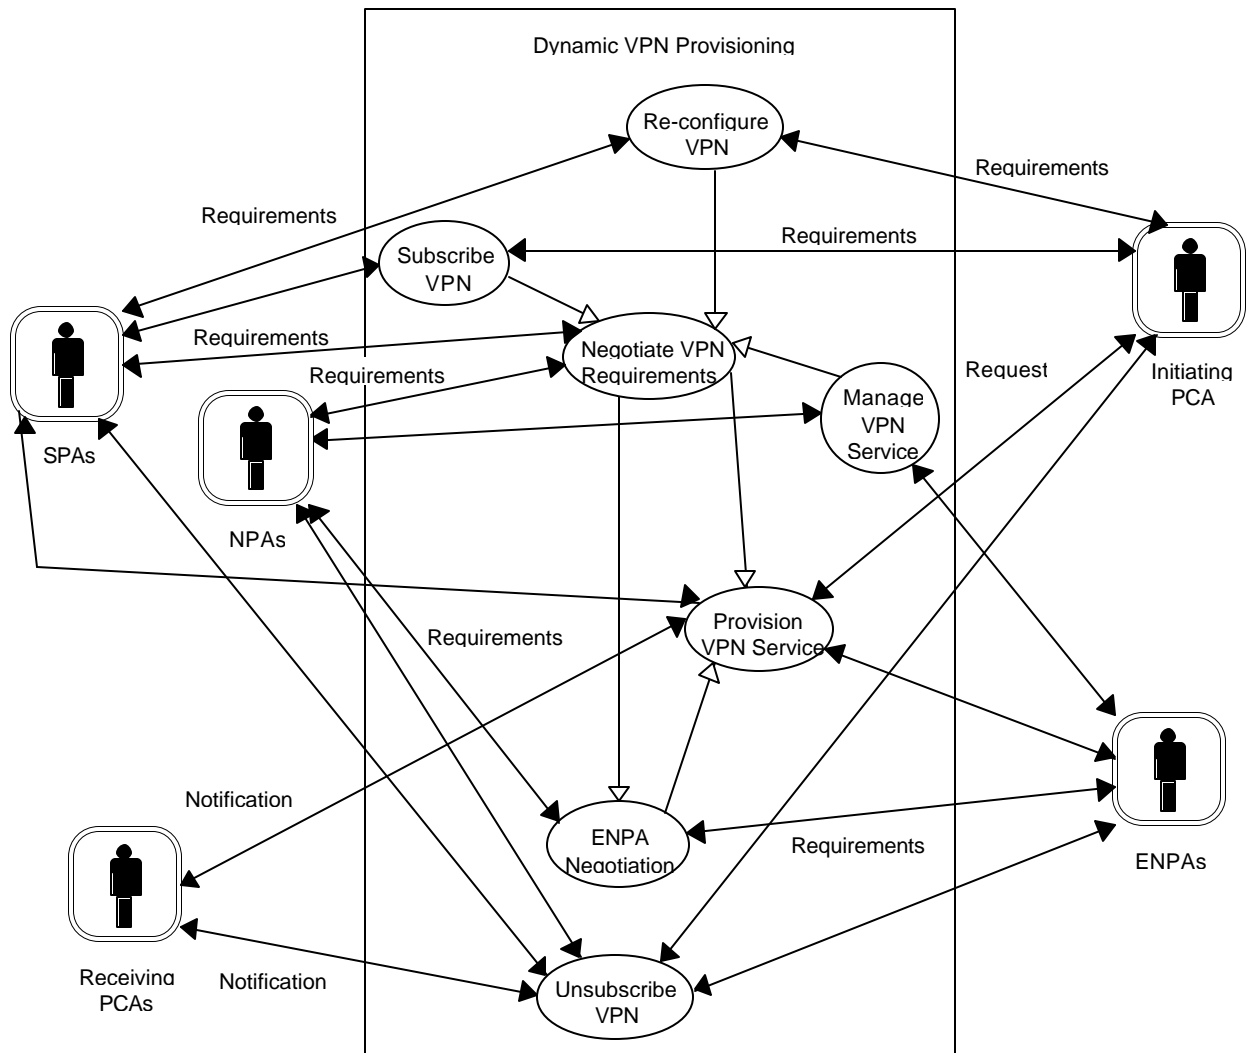 Dynamic VPN Provisioning
Re-configure
VPN
Requirements
Requirements
Requirements
Subscribe
VPN
Requirements
Negotiate VPN
Requirements
Requirements
Request
Initiating
PCA
Manage
VPN
Service
SPAs
NPAs
Provision
VPN Service
Requirements
Notification
ENPA
Negotiation
Requirements
ENPAs
Receiving
PCAs
Notification
Unsubscribe
VPN